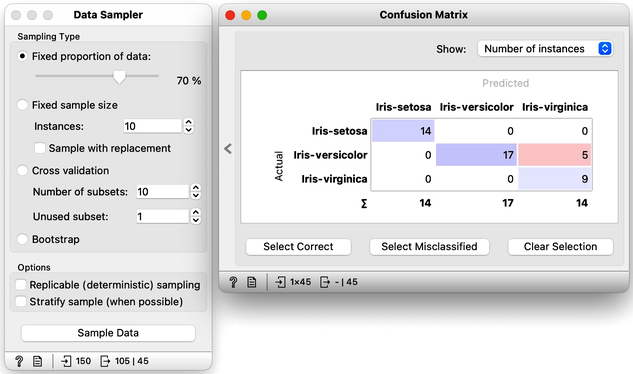 Data Sampler
Sampling Type
Fixed proportion of data:
70 %
Fixed sample size
Instances: 10
Sample with replacement
Cross validation
Number of subsets: 10
Unused subset: 1
Bootstrap
Options
Replicable (deterministic) sampling
Stratify sample (when possible)
Sample Data
? 150 105 | 45
Confusion Matrix
Show: Number of instances
Predicted
Iris-setosa Iris-versicolor Iris-virginica
Iris-setosa 14 0 0
Actual
Iris-versicolor 0 17 5
Iris-virginica 0 0 9
Σ 14 17 14
Select Correct Select Misclassified Clear Selection
? 1×45 - | 45